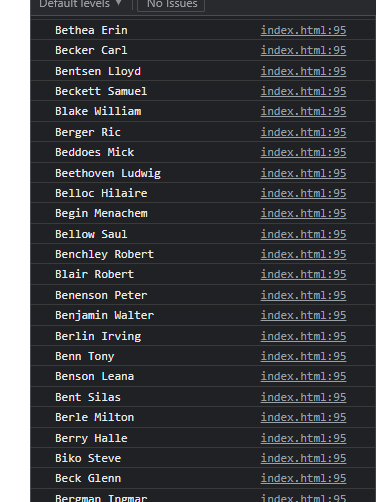 Default levels ▼ No Issues
Bethea Erin index.html:95
Becker Carl index.html:95
Bentsen Lloyd index.html:95
Beckett Samuel index.html:95
Blake William index.html:95
Berger Ric index.html:95
Beddoes Mick index.html:95
Beethoven Ludwig index.html:95
Belloc Hilaire index.html:95
Begin Menachem index.html:95
Bellow Saul index.html:95
Benchley Robert index.html:95
Blair Robert index.html:95
Benenson Peter index.html:95
Benjamin Walter index.html:95
Berlin Irving index.html:95
Benn Tony index.html:95
Benson Leana index.html:95
Bent Silas index.html:95
Berle Milton index.html:95
Berry Halle index.html:95
Biko Steve index.html:95
Beck Glenn index.html:95
Bergman Ingmar index.html:95